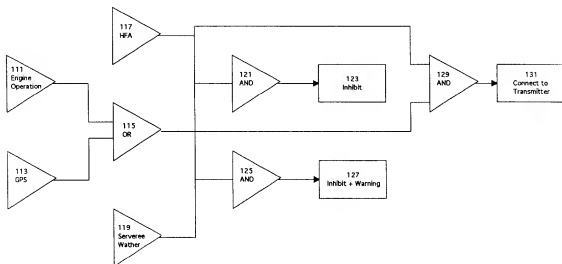 117
HFA
111
Engine
Operation
121
AND
123
Inhibit
129
AND
131
Connect to
Transmitter
115
OR
113
GPS
125
AND
127
Inhibit + Warning
119
Serveree
Wather